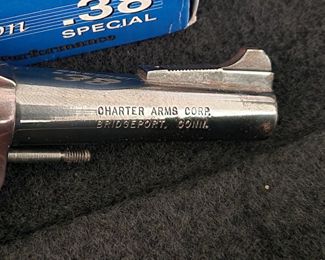 .38
SPECIAL
CHARTER ARMS CORP.
BRIDGEPORT, CONN.